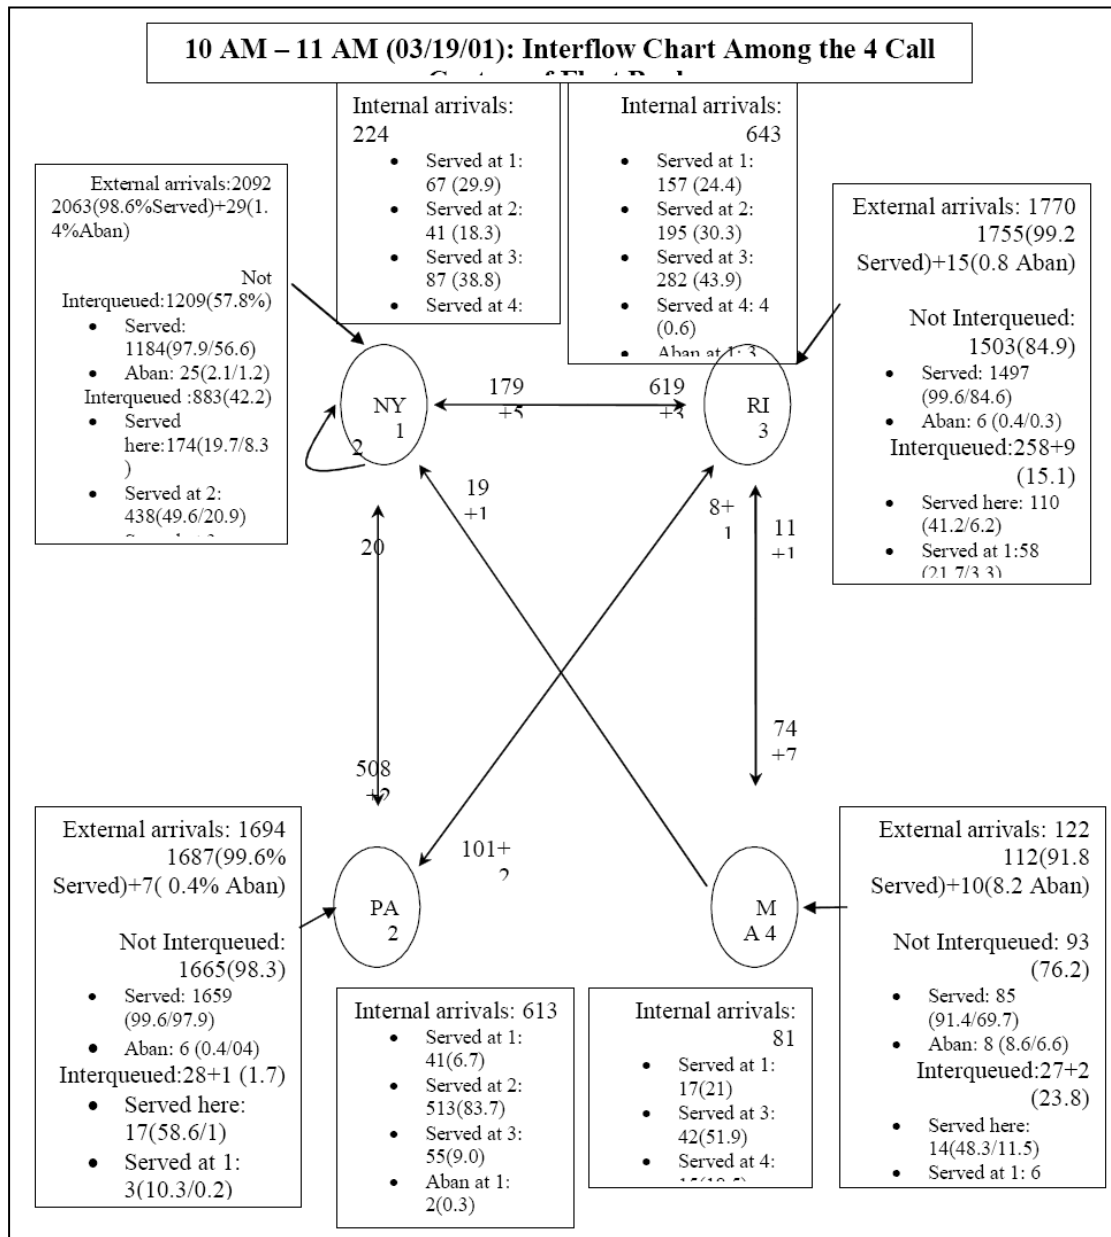 10 AM – 11 AM (03/19/01): Interflow Chart Among the 4 Call
Internal arrivals:
224
• Served at 1:
67 (29.9)
• Served at 2:
41 (18.3)
• Served at 3:
87 (38.8)
• Served at 4:
Internal arrivals:
643
• Served at 1:
157 (24.4)
• Served at 2:
195 (30.3)
• Served at 3:
282 (43.9)
• Served at 4: 4
(0.6)
• Aban at 1: 3
External arrivals:2092
2063(98.6%Served)+29(1.
4%Aban)
Not
Interqueued:1209(57.8%)
• Served:
1184(97.9/56.6)
• Aban: 25(2.1/1.2)
Interqueued :883(42.2)
• Served
here:174(19.7/8.3
)
• Served at 2:
438(49.6/20.9)
External arrivals: 1770
1755(99.2
Served)+15(0.8 Aban)
Not Interqueued:
1503(84.9)
• Served: 1497
(99.6/84.6)
• Aban: 6 (0.4/0.3)
Interqueued:258+9
(15.1)
• Served here: 110
(41.2/6.2)
• Served at 1:58
(21.7/3.3)
NY
1
2
179
+5
619
+3
RI
3
19
+1
8+
1
11
+1
20
508
+2
74
+7
101+
2
PA
2
M
A 4
External arrivals: 1694
1687(99.6%
Served)+7( 0.4% Aban)
Not Interqueued:
1665(98.3)
• Served: 1659
(99.6/97.9)
• Aban: 6 (0.4/04)
Interqueued:28+1 (1.7)
• Served here:
17(58.6/1)
• Served at 1:
3(10.3/0.2)
Internal arrivals: 613
• Served at 1:
41(6.7)
• Served at 2:
513(83.7)
• Served at 3:
55(9.0)
• Aban at 1:
2(0.3)
Internal arrivals:
81
• Served at 1:
17(21)
• Served at 3:
42(51.9)
• Served at 4:
15(18.5)
External arrivals: 122
112(91.8
Served)+10(8.2 Aban)
Not Interqueued: 93
(76.2)
• Served: 85
(91.4/69.7)
• Aban: 8 (8.6/6.6)
Interqueued:27+2
(23.8)
• Served here:
14(48.3/11.5)
• Served at 1: 6